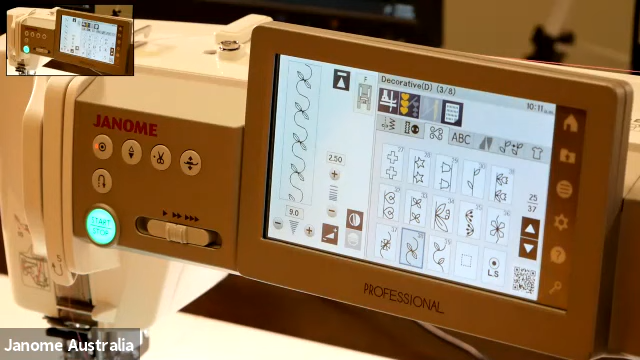 JANOME
START
STOP
Decorative(D) (3/8)
10:11
ABC
2.50
9.0
25
37
LS
PROFESSIONAL
Janome Australia